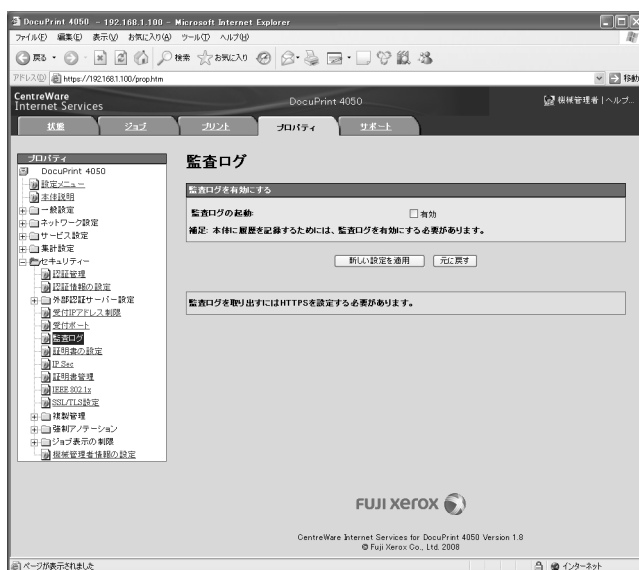 DocuPrint 4050 - 192.168.1.100 - Microsoft Internet Explorer
ファイル(F) 編集(E) 表示(V) お気に入り(A) ツール(T) ヘルプ(H)
戻る 検索 お気に入り
アドレス(D) https://192.168.1.100/prop.htm 移動
CentreWare
Internet Services
DocuPrint 4050
機械管理者 | ヘルプ...
状態 ジョブ プリント プロパティ サポート
プロパティ
DocuPrint 4050
設定メニュー
本体説明
一般設定
ネットワーク設定
サービス設定
集計設定
セキュリティー
認証管理
認証情報の設定
外部認証サーバー設定
受付IPアドレス制限
受付ポート
監査ログ
証明書の設定
IP Sec
証明書管理
IEEE 802.1x
SSL/TLS設定
複製管理
強制アノテーション
ジョブ表示の制限
機械管理者情報の設定
監査ログ
監査ログを有効にする
監査ログの起動: 有効
補足: 本体に履歴を記録するためには、監査ログを有効にする必要があります。
新しい設定を適用 元に戻す
監査ログを取り出すにはHTTPSを設定する必要があります。
FUJI XEROX
CentreWare Internet Services for DocuPrint 4050 Version 1.8
© Fuji Xerox Co., Ltd. 2008
ページが表示されました インターネット